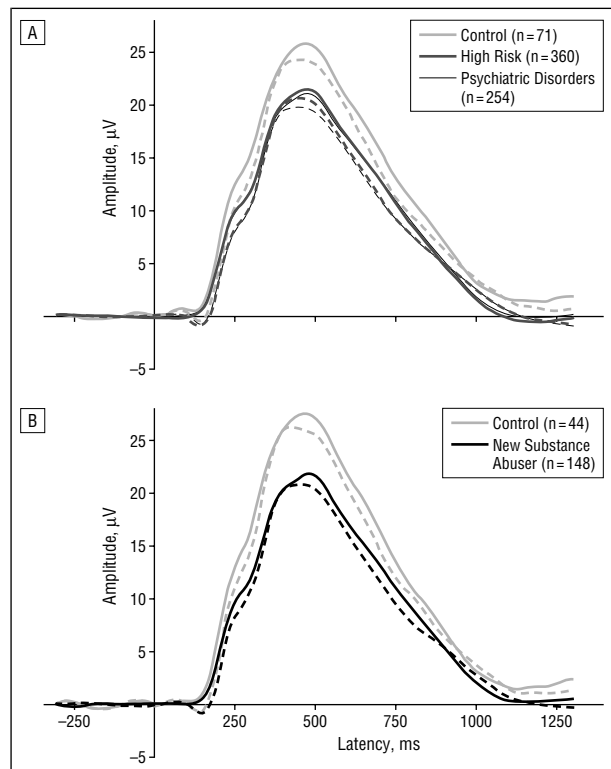 A
Control (n=71)
High Risk (n=360)
Psychiatric Disorders
(n=254)
Amplitude, μV
25
20
15
10
5
–5
B
Control (n=44)
New Substance
Abuser (n=148)
Amplitude, μV
25
20
15
10
5
–5
–250
250
500
750
1000
1250
Latency, ms